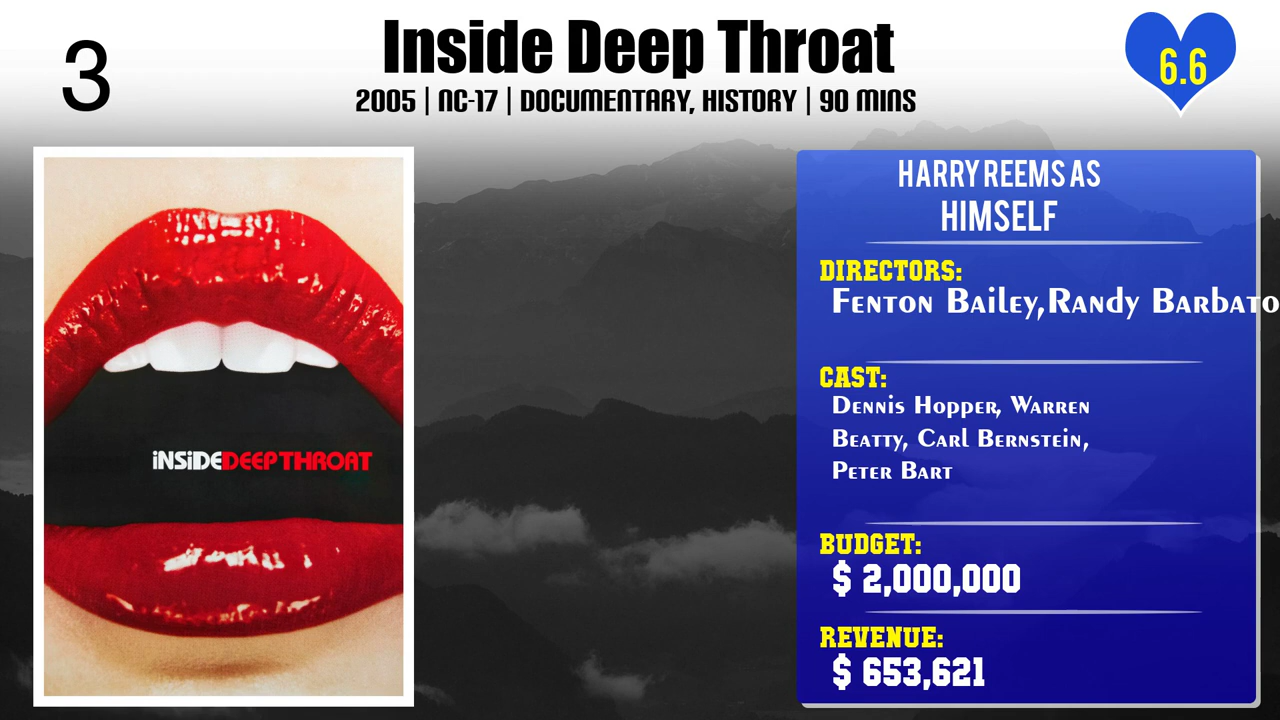 3
Inside Deep Throat
2005 | NC-17 | DOCUMENTARY, HISTORY | 90 MINS
6.6
iNSiDEDEEPTHROAT
HARRY REEMS AS
HIMSELF
DIRECTORS:
Fenton Bailey,Randy Barbato
CAST:
Dennis Hopper, Warren
Beatty, Carl Bernstein,
Peter Bart
BUDGET:
$ 2,000,000
REVENUE:
$ 653,621